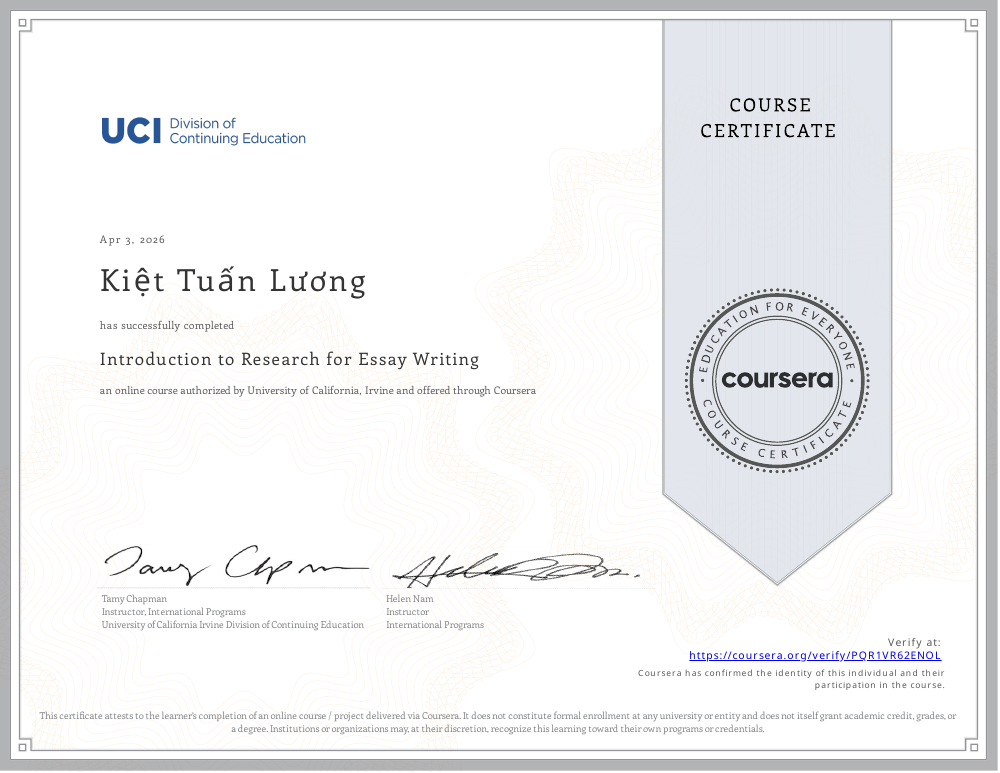 COURSE
CERTIFICATE
UCI Division of
Continuing Education
Apr 3, 2026
Kiệt Tuấn Lương
has successfully completed
Introduction to Research for Essay Writing
an online course authorized by University of California, Irvine and offered through Coursera
EDUCATION FOR EVERYONE
coursera
COURSE CERTIFICATE
Tamy Chapman
Instructor, International Programs
University of California Irvine Division of Continuing Education
Helen Nam
Instructor
International Programs
Verify at:
https://coursera.org/verify/PQR1VR62ENOL
Coursera has confirmed the identity of this individual and their
participation in the course.
This certificate attests to the learner's completion of an online course / project delivered via Coursera. It does not constitute formal enrollment at any university or entity and does not itself grant academic credit, grades, or
a degree. Institutions or organizations may, at their discretion, recognize this learning toward their own programs or credentials.